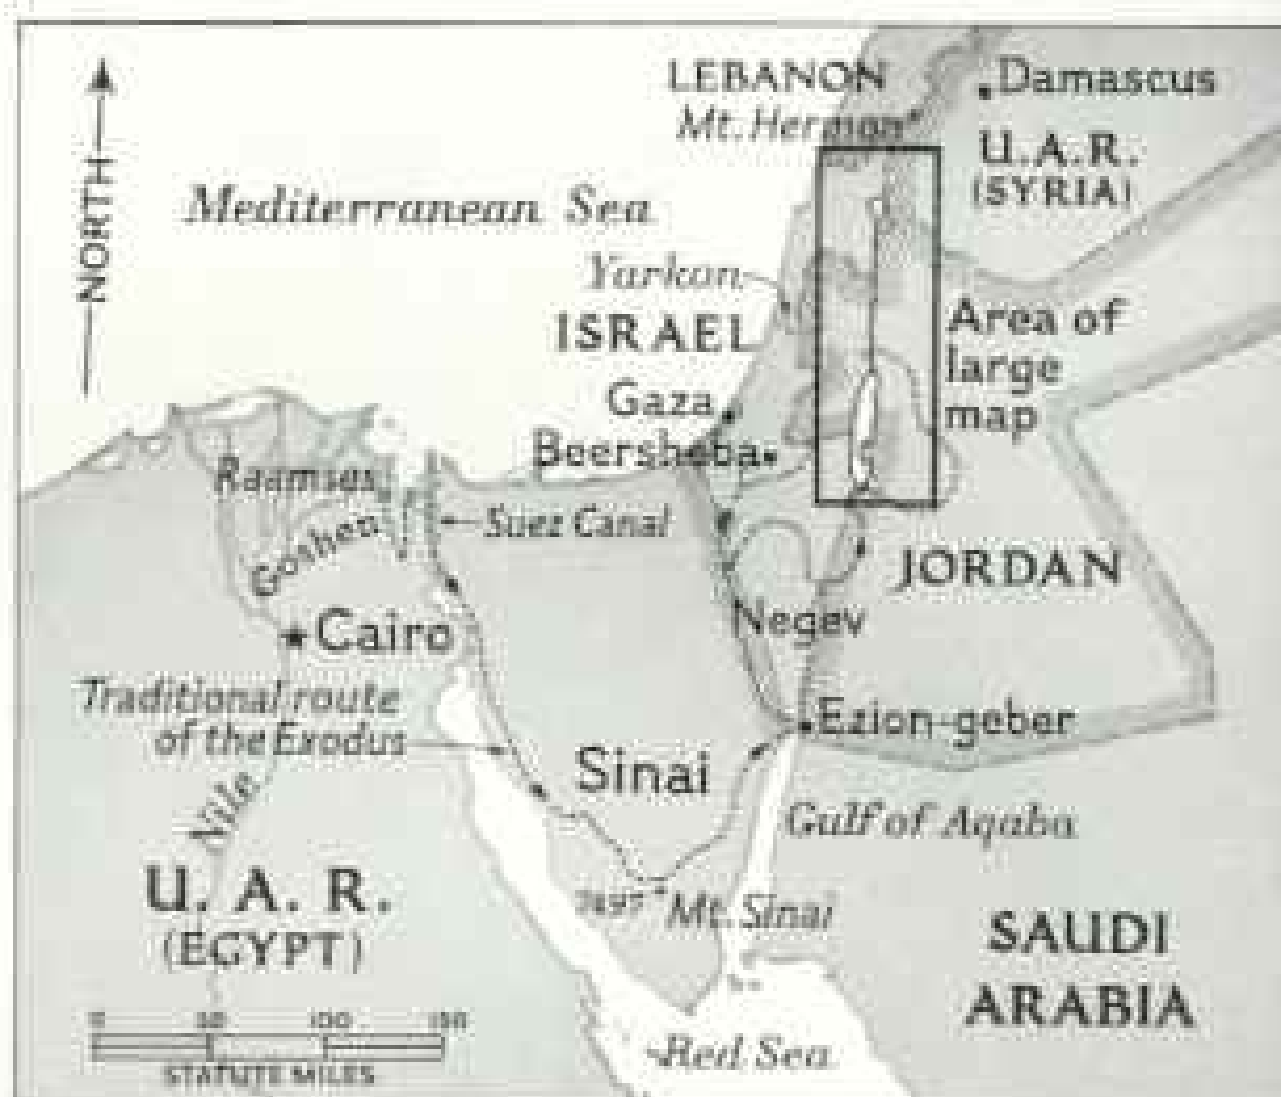 NORTH
LEBANON
Mt. Hermon
Damascus
U.A.R.
(SYRIA)
Mediterranean Sea
Yarkon
ISRAEL
Area of
large
map
Gaza
Beersheba
Raamses
Goshen
Suez Canal
JORDAN
Cairo
Negev
Traditional route
of the Exodus
Ezion-geber
Sinai
Nile
Gulf of Aqaba
U. A. R.
(EGYPT)
7497 Mt. Sinai
SAUDI
ARABIA
0 50 100 150
STATUTE MILES
Red Sea